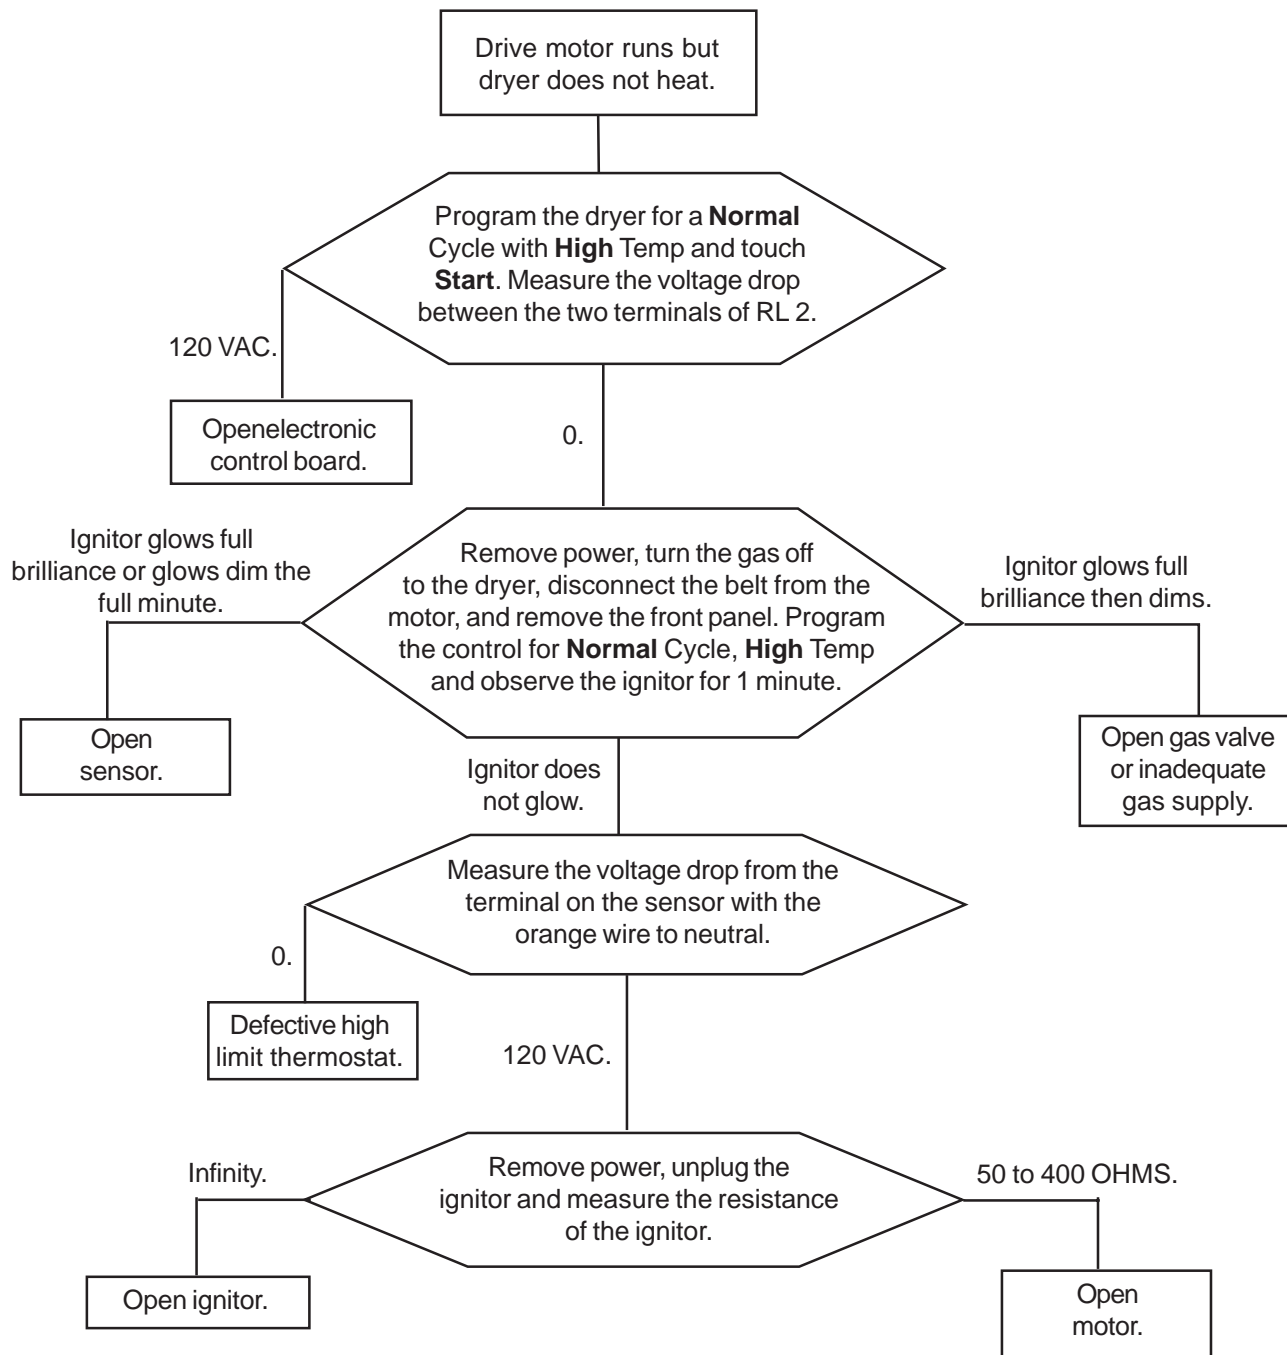 Drive motor runs but
dryer does not heat.
Program the dryer for a Normal
Cycle with High Temp and touch
Start. Measure the voltage drop
between the two terminals of RL 2.
120 VAC.
Openelectronic
control board.
0.
Ignitor glows full
brilliance or glows dim the
full minute.
Remove power, turn the gas off
to the dryer, disconnect the belt from the
motor, and remove the front panel. Program
the control for Normal Cycle, High Temp
and observe the ignitor for 1 minute.
Ignitor glows full
brilliance then dims.
Open
sensor.
Open gas valve
or inadequate
gas supply.
Ignitor does
not glow.
Measure the voltage drop from the
terminal on the sensor with the
orange wire to neutral.
0.
Defective high
limit thermostat.
120 VAC.
Infinity.
Remove power, unplug the
ignitor and measure the resistance
of the ignitor.
50 to 400 OHMS.
Open ignitor.
Open
motor.